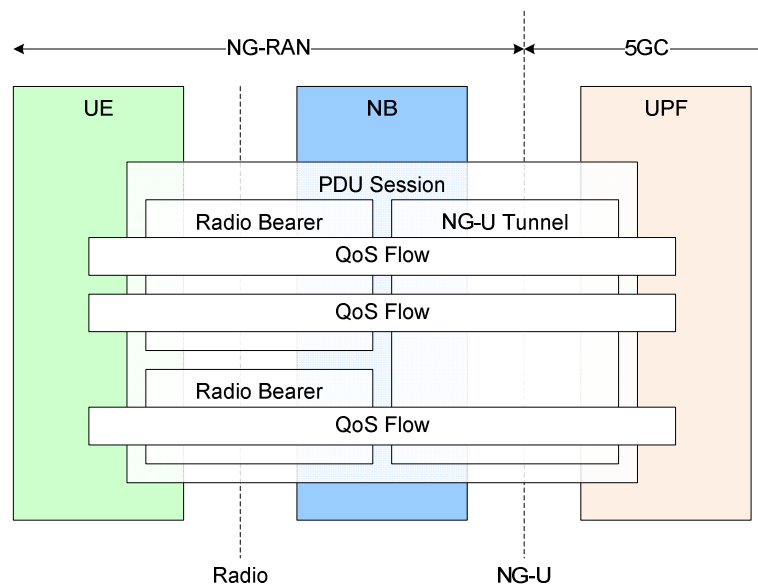 NG-RAN
5GC
UE
NB
UPF
PDU Session
Radio Bearer
NG-U Tunnel
QoS Flow
QoS Flow
Radio Bearer
QoS Flow
Radio
NG-U